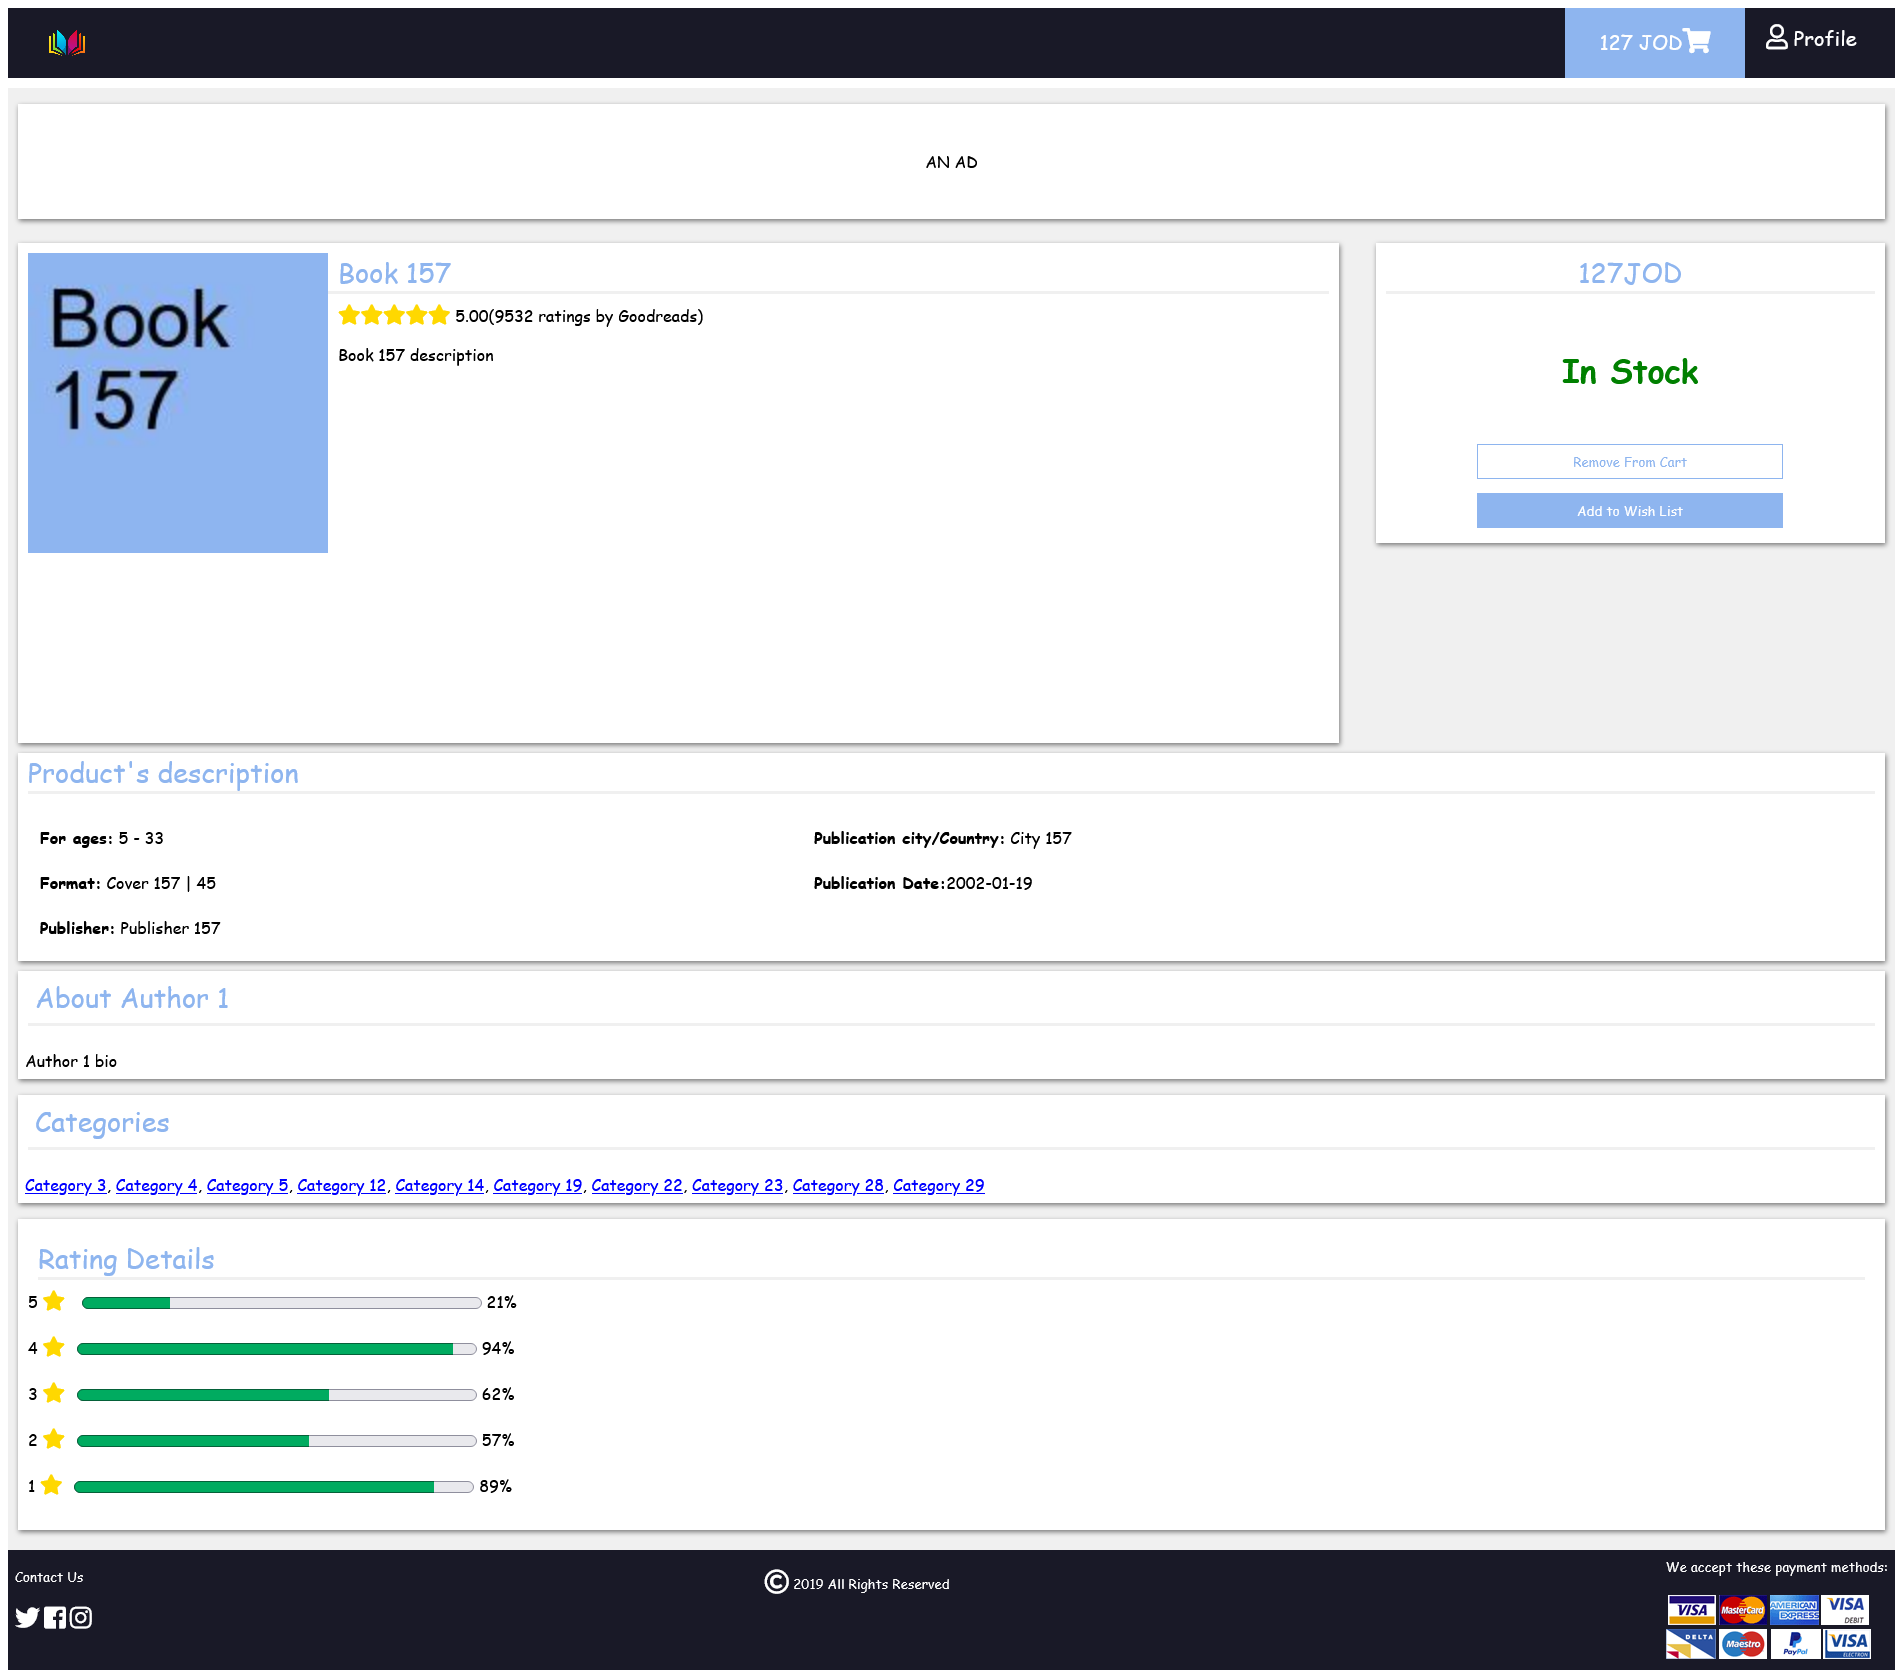 127 JOD
Profile
AN AD
Book
157
Book 157
5.00(9532 ratings by Goodreads)
Book 157 description
127JOD
In Stock
Remove From Cart
Add to Wish List
Product's description
For ages: 5 - 33
Publication city/Country: City 157
Format: Cover 157 | 45
Publication Date:2002-01-19
Publisher: Publisher 157
About Author 1
Author 1 bio
Categories
Category 3, Category 4, Category 5, Category 12, Category 14, Category 19, Category 22, Category 23, Category 28, Category 29
Rating Details
5 21%
4 94%
3 62%
2 57%
1 89%
Contact Us
© 2019 All Rights Reserved
We accept these payment methods:
VISA MasterCard AMERICAN EXPRESS VISA DEBIT
DELTA Maestro PayPal VISA ELECTRON